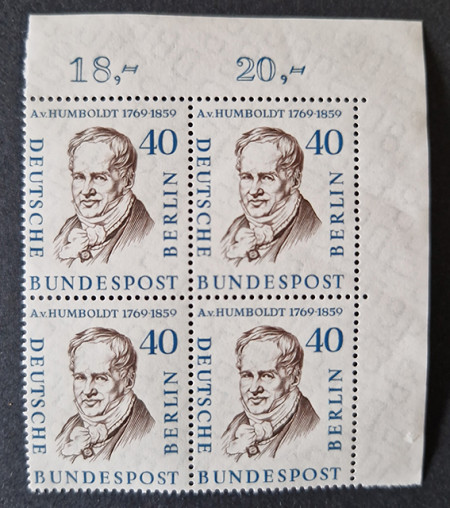 18,- 20,-
A.v.HUMBOLDT 1769-1859 A.v.HUMBOLDT 1769-1859
40 40
DEUTSCHE BERLIN DEUTSCHE BERLIN
BUNDESPOST BUNDESPOST
A.v.HUMBOLDT 1769-1859 A.v.HUMBOLDT 1769-1859
40 40
DEUTSCHE BERLIN DEUTSCHE BERLIN
BUNDESPOST BUNDESPOST